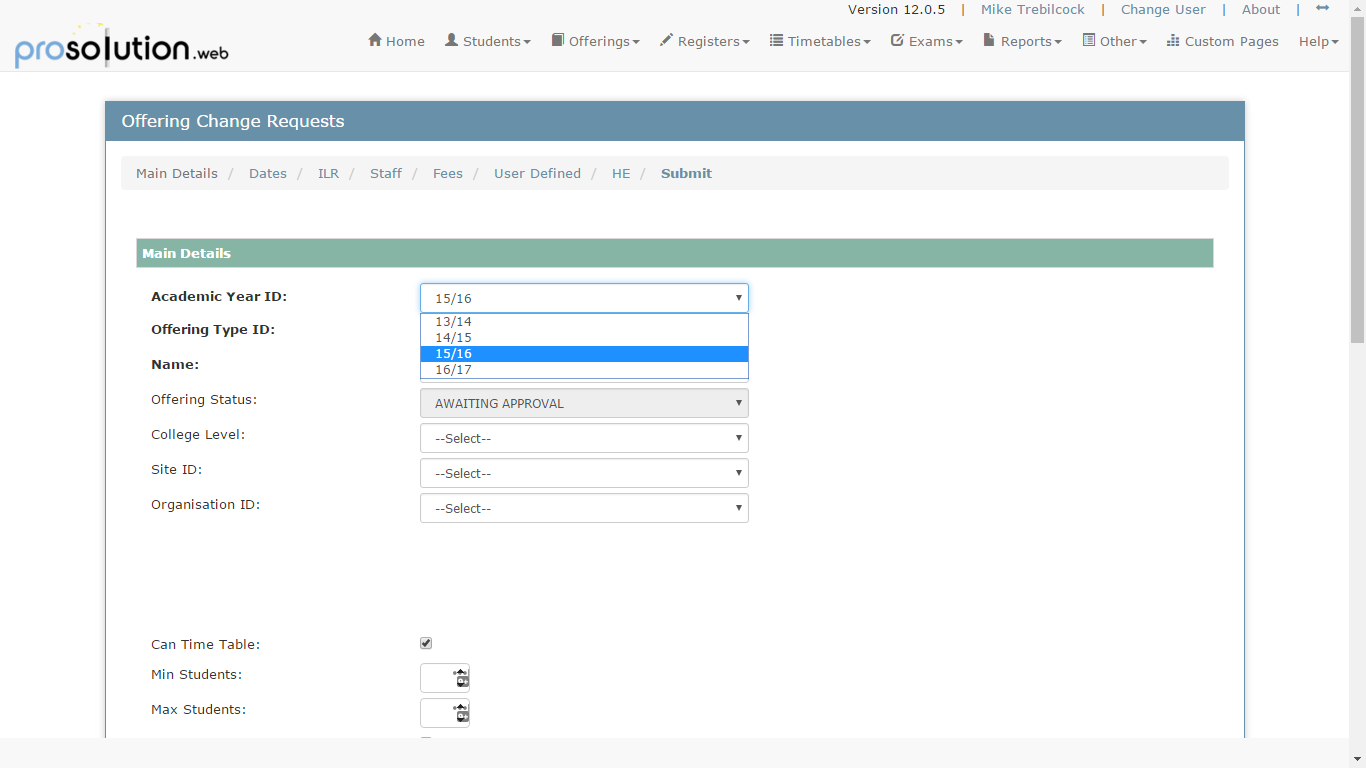 Version 12.0.5 | Mike Trebilcock | Change User | About |
prosolution.web
Home Students Offerings Registers Timetables Exams Reports Other Custom Pages Help
Offering Change Requests
Main Details / Dates / ILR / Staff / Fees / User Defined / HE / Submit
Main Details
Academic Year ID: 15/16
13/14
Offering Type ID: 14/15
15/16
Name: 16/17
Offering Status: AWAITING APPROVAL
College Level: --Select--
Site ID: --Select--
Organisation ID: --Select--
Can Time Table:
Min Students:
Max Students: